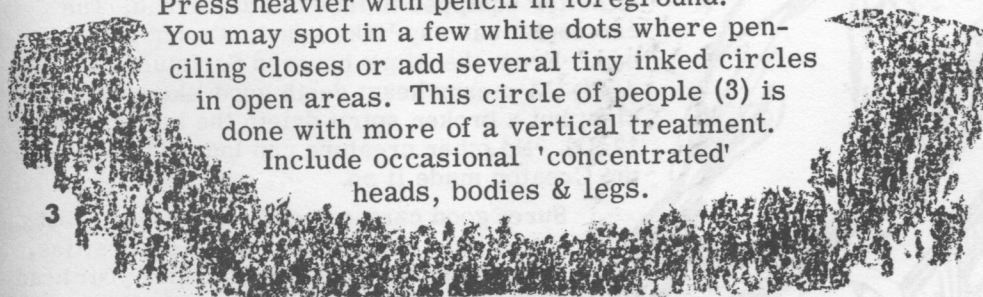 Press heavier with pencil in foreground.
You may spot in a few white dots where pen-
ciling closes or add several tiny inked circles
in open areas. This circle of people (3) is
done with more of a vertical treatment.
Include occasional 'concentrated'
heads, bodies & legs.
3